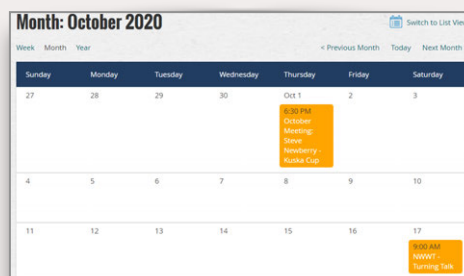 Month: October 2020
Switch to List View
Week Month Year
< Previous Month Today Next Month
Sunday Monday Tuesday Wednesday Thursday Friday Saturday
27 28 29 30 Oct 1 2 3
6:30 PM
October
Meeting:
Steve
Newberry -
Kuska Cup
4 5 6 7 8 9 10
11 12 13 14 15 16 17
9:00 AM
NWWT -
Turning Talk